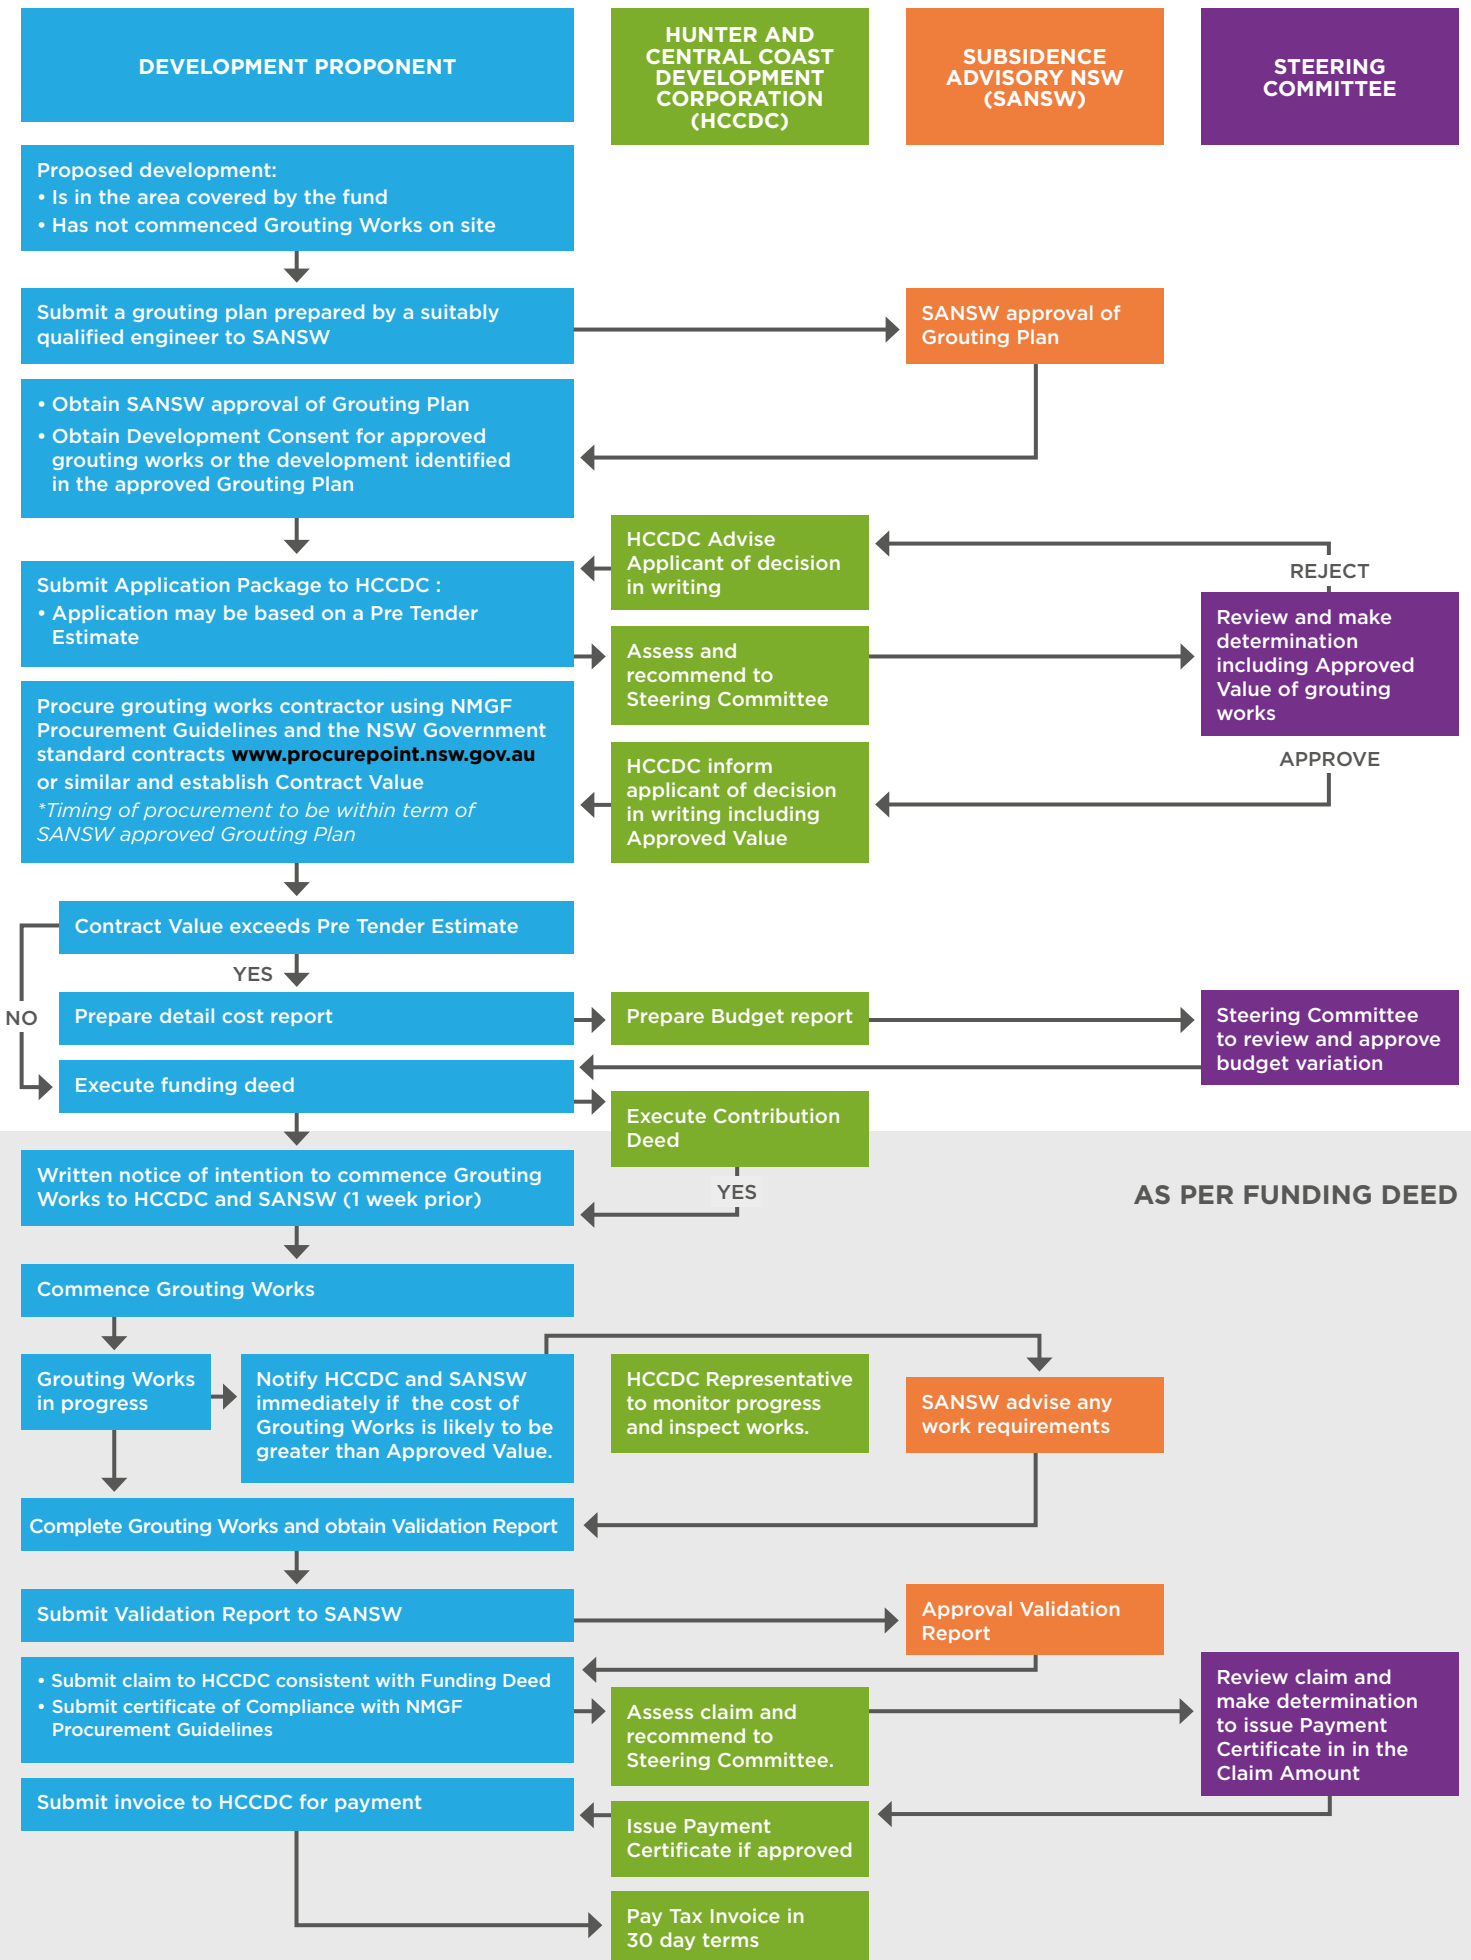 DEVELOPMENT PROPONENT
HUNTER AND
CENTRAL COAST
DEVELOPMENT
CORPORATION
(HCCDC)
SUBSIDENCE
ADVISORY NSW
(SANSW)
STEERING
COMMITTEE
Proposed development:
• Is in the area covered by the fund
• Has not commenced Grouting Works on site
Submit a grouting plan prepared by a suitably
qualified engineer to SANSW
SANSW approval of
Grouting Plan
• Obtain SANSW approval of Grouting Plan
• Obtain Development Consent for approved
grouting works or the development identified
in the approved Grouting Plan
HCCDC Advise
Applicant of decision
in writing
REJECT
Submit Application Package to HCCDC :
• Application may be based on a Pre Tender
Estimate
Assess and
recommend to
Steering Committee
Review and make
determination
including Approved
Value of grouting
works
Procure grouting works contractor using NMGF
Procurement Guidelines and the NSW Government
standard contracts www.procurepoint.nsw.gov.au
or similar and establish Contract Value
*Timing of procurement to be within term of
SANSW approved Grouting Plan
HCCDC inform
applicant of decision
in writing including
Approved Value
APPROVE
Contract Value exceeds Pre Tender Estimate
YES
NO
Prepare detail cost report
Prepare Budget report
Steering Committee
to review and approve
budget variation
Execute funding deed
Execute Contribution
Deed
YES
AS PER FUNDING DEED
Written notice of intention to commence Grouting
Works to HCCDC and SANSW (1 week prior)
Commence Grouting Works
Grouting Works
in progress
Notify HCCDC and SANSW
immediately if the cost of
Grouting Works is likely to be
greater than Approved Value.
HCCDC Representative
to monitor progress
and inspect works.
SANSW advise any
work requirements
Complete Grouting Works and obtain Validation Report
Submit Validation Report to SANSW
Approval Validation
Report
• Submit claim to HCCDC consistent with Funding Deed
• Submit certificate of Compliance with NMGF
Procurement Guidelines
Assess claim and
recommend to
Steering Committee.
Review claim and
make determination
to issue Payment
Certificate in in the
Claim Amount
Submit invoice to HCCDC for payment
Issue Payment
Certificate if approved
Pay Tax Invoice in
30 day terms